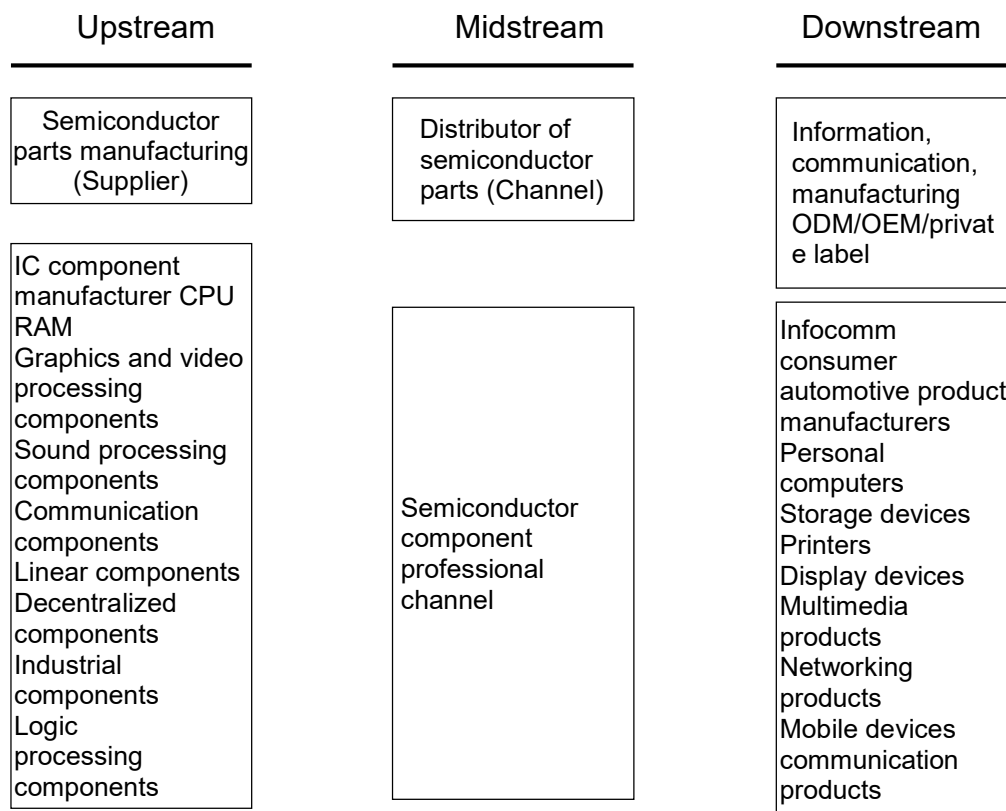 Upstream
Midstream
Downstream
Semiconductor
parts manufacturing
(Supplier)
Distributor of
semiconductor
parts (Channel)
Information,
communication,
manufacturing
ODM/OEM/privat
e label
IC component
manufacturer CPU
RAM
Graphics and video
processing
components
Sound processing
components
Communication
components
Linear components
Decentralized
components
Industrial
components
Logic
processing
components
Semiconductor
component
professional
channel
Infocomm
consumer
automotive product
manufacturers
Personal
computers
Storage devices
Printers
Display devices
Multimedia
products
Networking
products
Mobile devices
communication
products